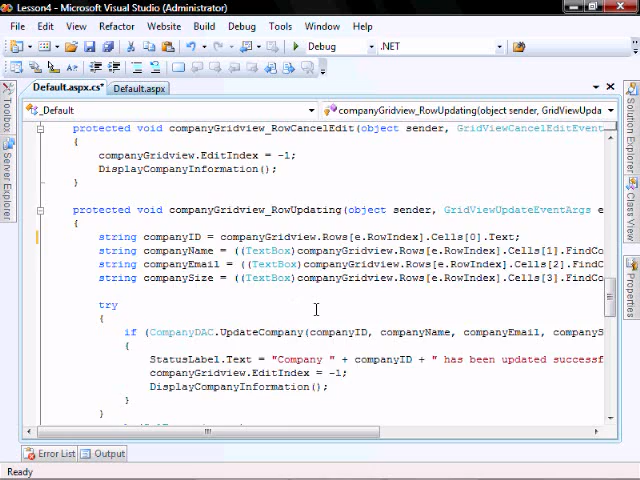 Lesson4 - Microsoft Visual Studio (Administrator)
File Edit View Refactor Website Build Debug Tools Window Help
Debug .NET
Default.aspx.cs* Default.aspx
_Default companyGridview_RowUpdating(object sender, GridViewUpda
Toolbox
Server Explorer
protected void companyGridview_RowCancelEdit(object sender, GridViewCancelEditEvent
{
companyGridview.EditIndex = -1;
DisplayCompanyInformation();
}
protected void companyGridview_RowUpdating(object sender, GridViewUpdateEventArgs e
{
string companyID = companyGridview.Rows[e.RowIndex].Cells[0].Text;
string companyName = ((TextBox)companyGridview.Rows[e.RowIndex].Cells[1].FindCo
string companyEmail = ((TextBox)companyGridview.Rows[e.RowIndex].Cells[2].FindC
string companySize = ((TextBox)companyGridview.Rows[e.RowIndex].Cells[3].FindCo
try
{
if (CompanyDAC.UpdateCompany(companyID, companyName, companyEmail, companyS
{
StatusLabel.Text = "Company " + companyID + " has been updated successf
companyGridview.EditIndex = -1;
DisplayCompanyInformation();
}
}
Solution Explorer
Class View
Properties
Error List Output
Ready